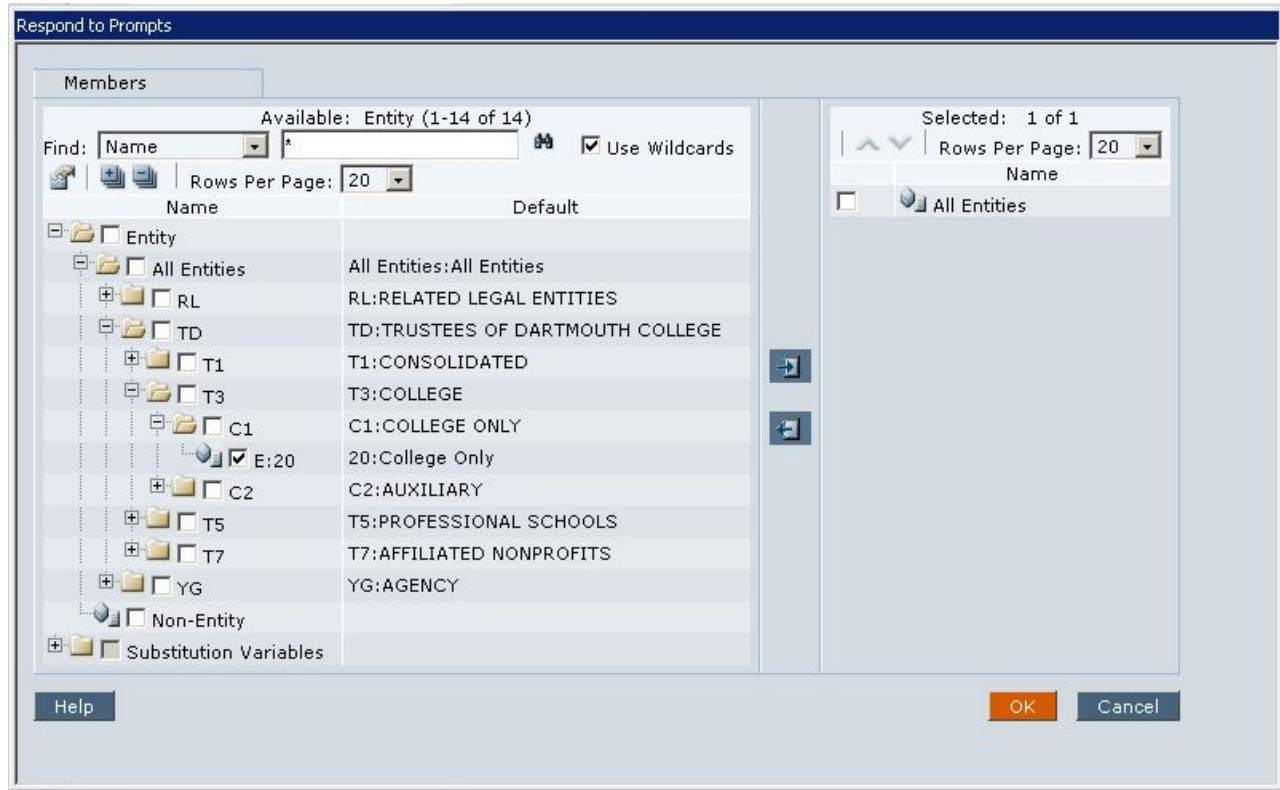 Respond to Prompts
Members
Available: Entity (1-14 of 14)
Find: Name * Use Wildcards
Rows Per Page: 20
Name Default
Entity
All Entities All Entities:All Entities
RL RL:RELATED LEGAL ENTITIES
TD TD:TRUSTEES OF DARTMOUTH COLLEGE
T1 T1:CONSOLIDATED
T3 T3:COLLEGE
C1 C1:COLLEGE ONLY
E:20 20:College Only
C2 C2:AUXILIARY
T5 T5:PROFESSIONAL SCHOOLS
T7 T7:AFFILIATED NONPROFITS
YG YG:AGENCY
Non-Entity
Substitution Variables
Selected: 1 of 1
Rows Per Page: 20
Name
All Entities
Help
OK Cancel